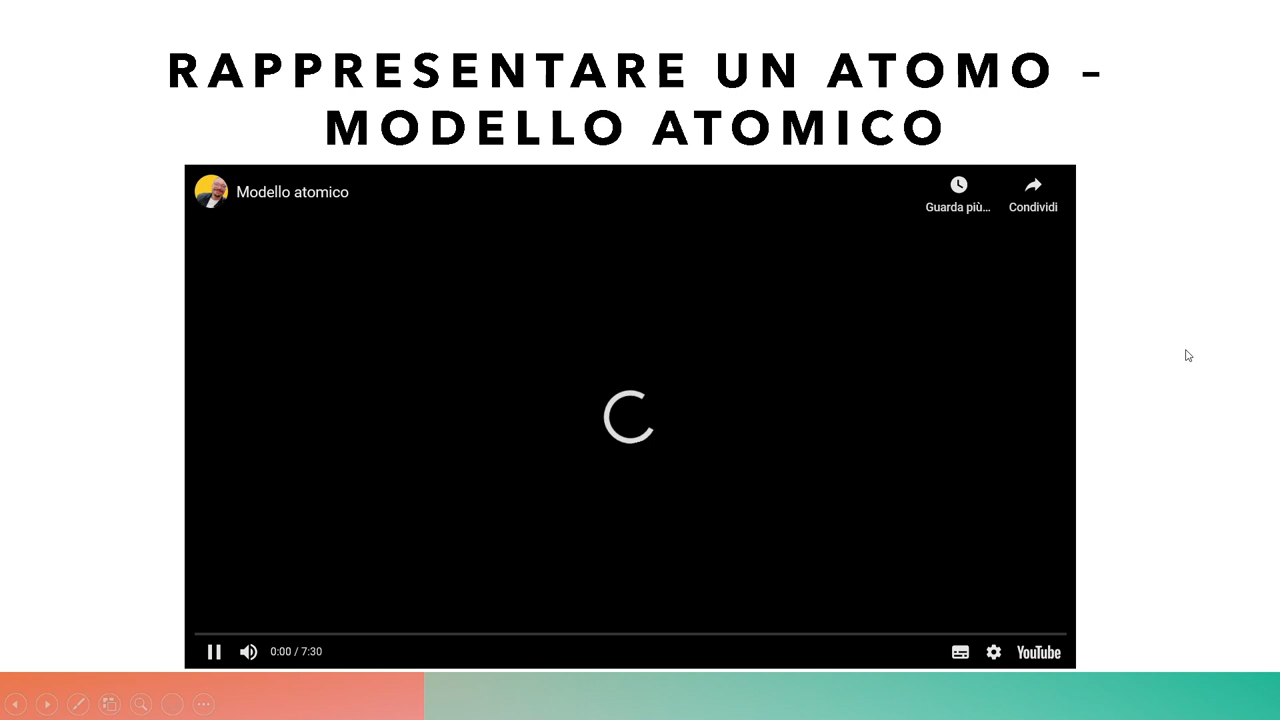 RAPPRESENTARE UN ATOMO –
MODELLO ATOMICO
Modello atomico
Guarda più...
Condividi
0:00 / 7:30
YouTube